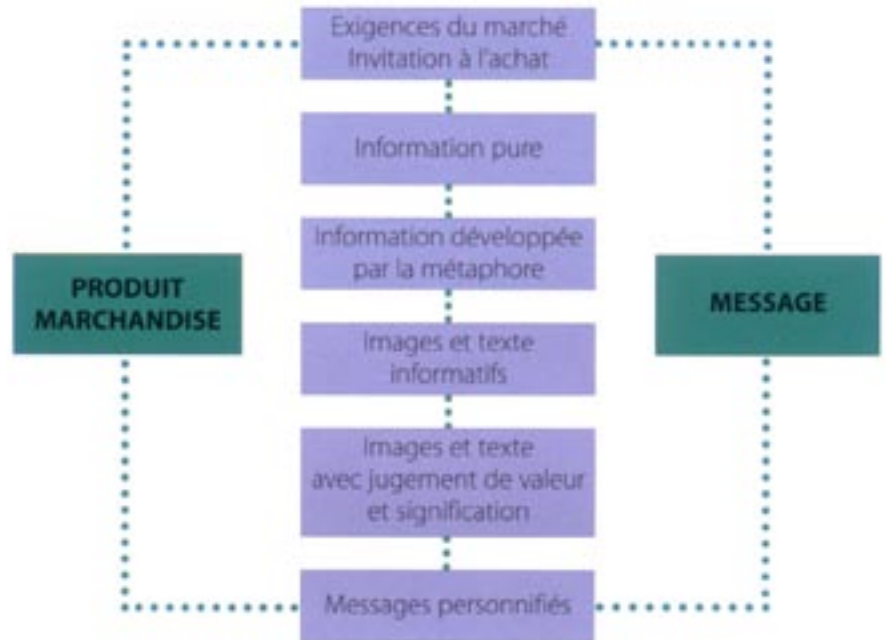 Exigences du marché
Invitation à l'achat
Information pure
Information développée
par la métaphore
PRODUIT
MARCHANDISE
MESSAGE
Images et texte
informatifs
Images et texte
avec jugement de valeur
et signification
Messages personnifiés